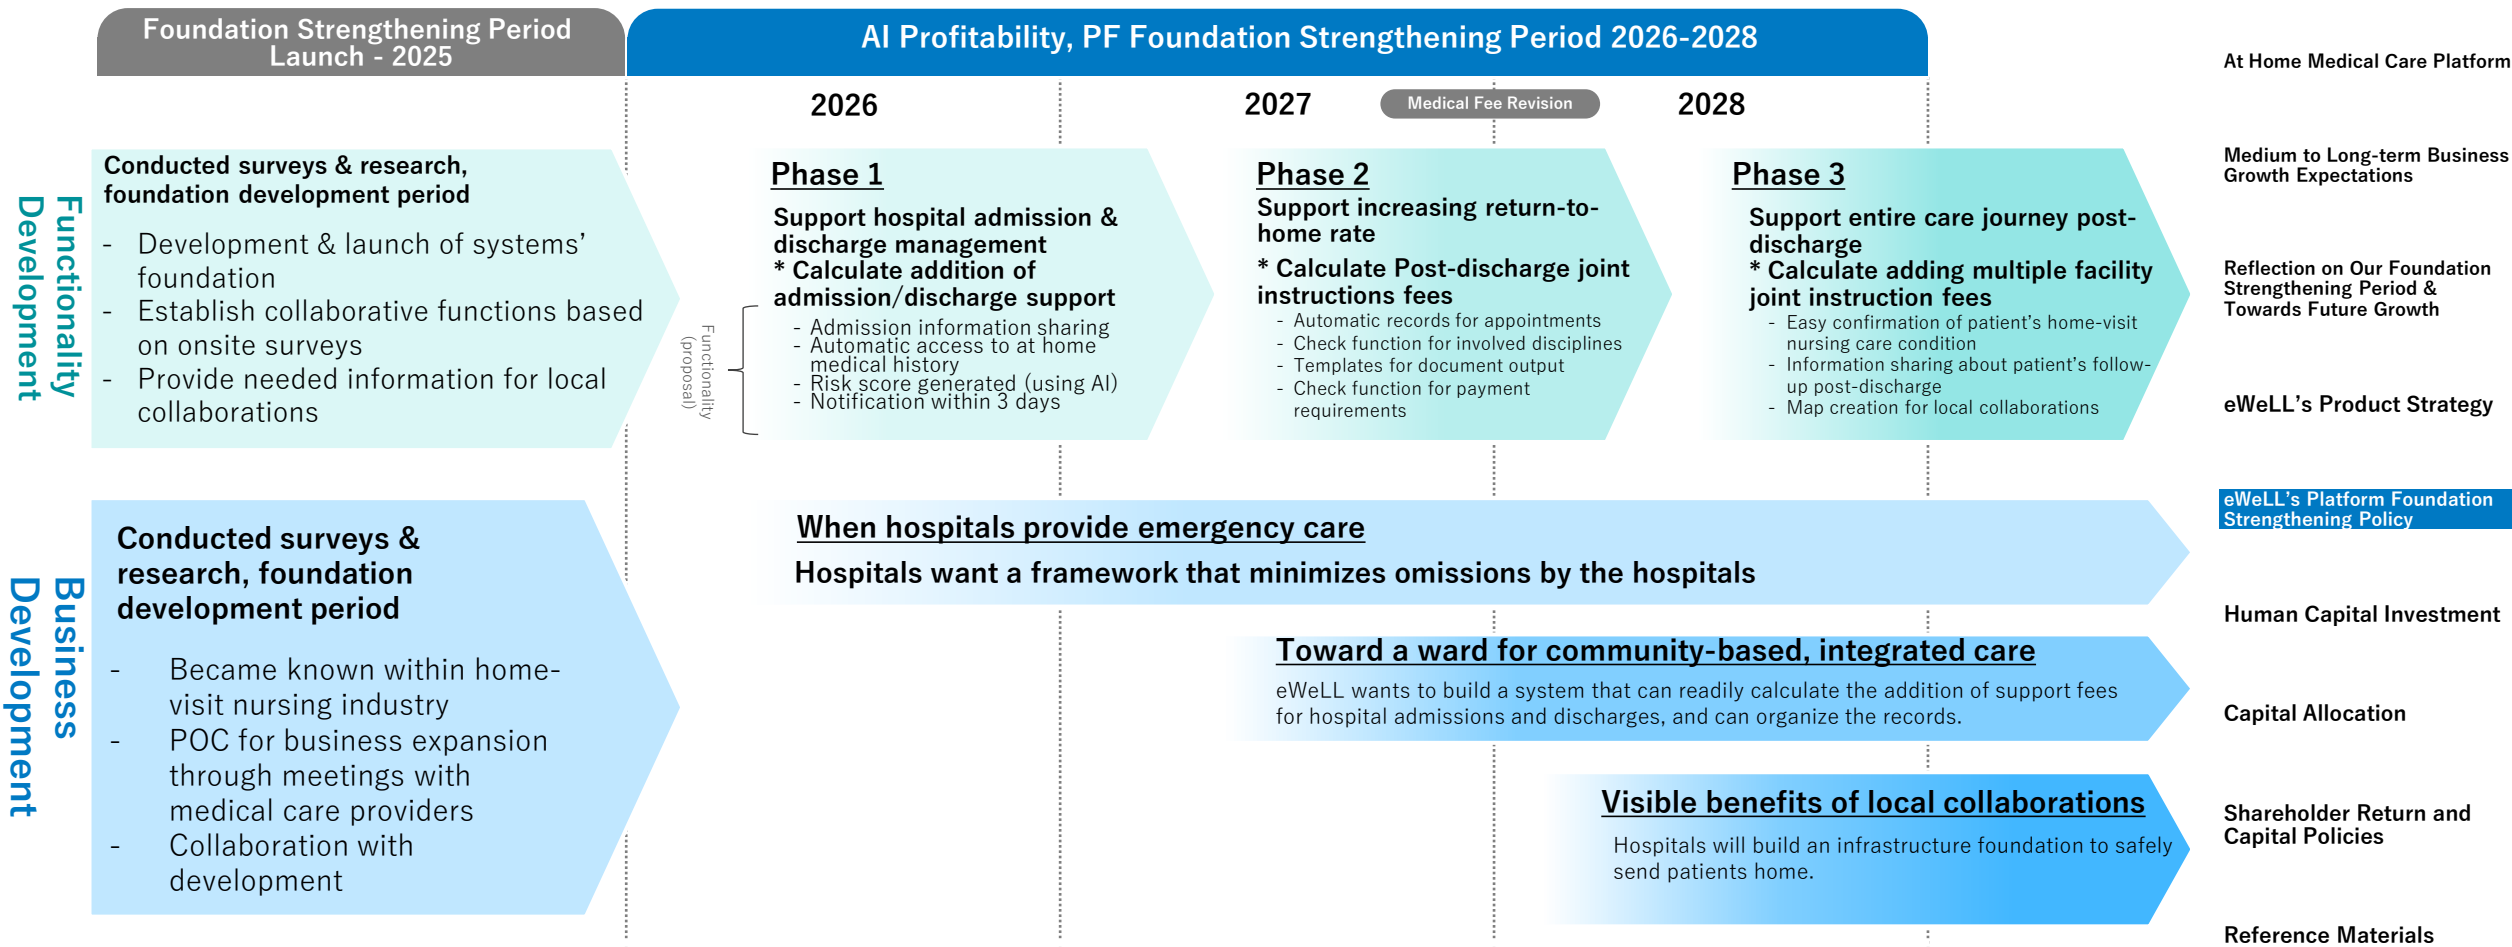 Foundation Strengthening Period
Launch - 2025
AI Profitability, PF Foundation Strengthening Period 2026-2028
2026
2027
Medical Fee Revision
2028
Functionality
Development
Conducted surveys & research,
foundation development period
- Development & launch of systems’
foundation
- Establish collaborative functions based
on onsite surveys
- Provide needed information for local
collaborations
Functionality
(proposal)
Phase 1
Support hospital admission &
discharge management
* Calculate addition of
admission/discharge support
- Admission information sharing
- Automatic access to at home
medical history
- Risk score generated (using AI)
- Notification within 3 days
Phase 2
Support increasing return-to-
home rate
* Calculate Post-discharge joint
instructions fees
- Automatic records for appointments
- Check function for involved disciplines
- Templates for document output
- Check function for payment
requirements
Phase 3
Support entire care journey post-
discharge
* Calculate adding multiple facility
joint instruction fees
- Easy confirmation of patient’s home-visit
nursing care condition
- Information sharing about patient’s follow-
up post-discharge
- Map creation for local collaborations
Business
Development
Conducted surveys &
research, foundation
development period
- Became known within home-
visit nursing industry
- POC for business expansion
through meetings with
medical care providers
- Collaboration with
development
When hospitals provide emergency care
Hospitals want a framework that minimizes omissions by the hospitals
Toward a ward for community-based, integrated care
eWeLL wants to build a system that can readily calculate the addition of support fees
for hospital admissions and discharges, and can organize the records.
Visible benefits of local collaborations
Hospitals will build an infrastructure foundation to safely
send patients home.
At Home Medical Care Platform
Medium to Long-term Business
Growth Expectations
Reflection on Our Foundation
Strengthening Period &
Towards Future Growth
eWeLL’s Product Strategy
eWeLL’s Platform Foundation
Strengthening Policy
Human Capital Investment
Capital Allocation
Shareholder Return and
Capital Policies
Reference Materials